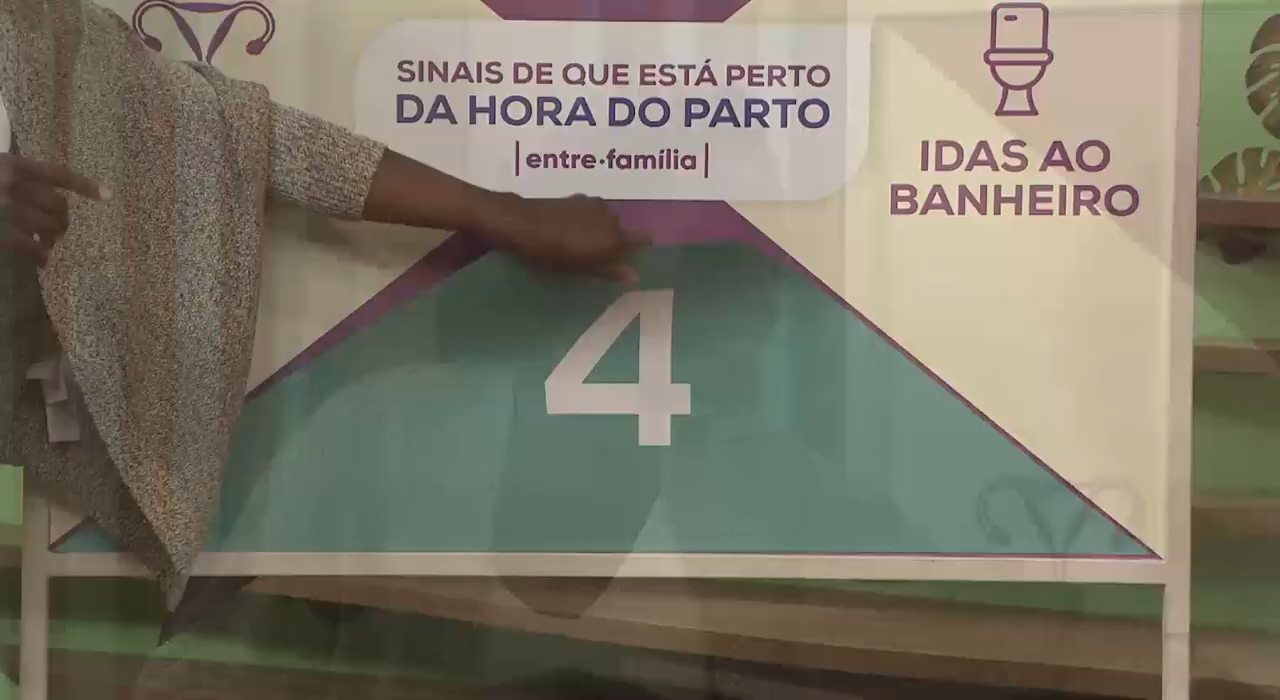 SINAIS DE QUE ESTÁ PERTO
DA HORA DO PARTO
|entre•família|
IDAS AO
BANHEIRO
4